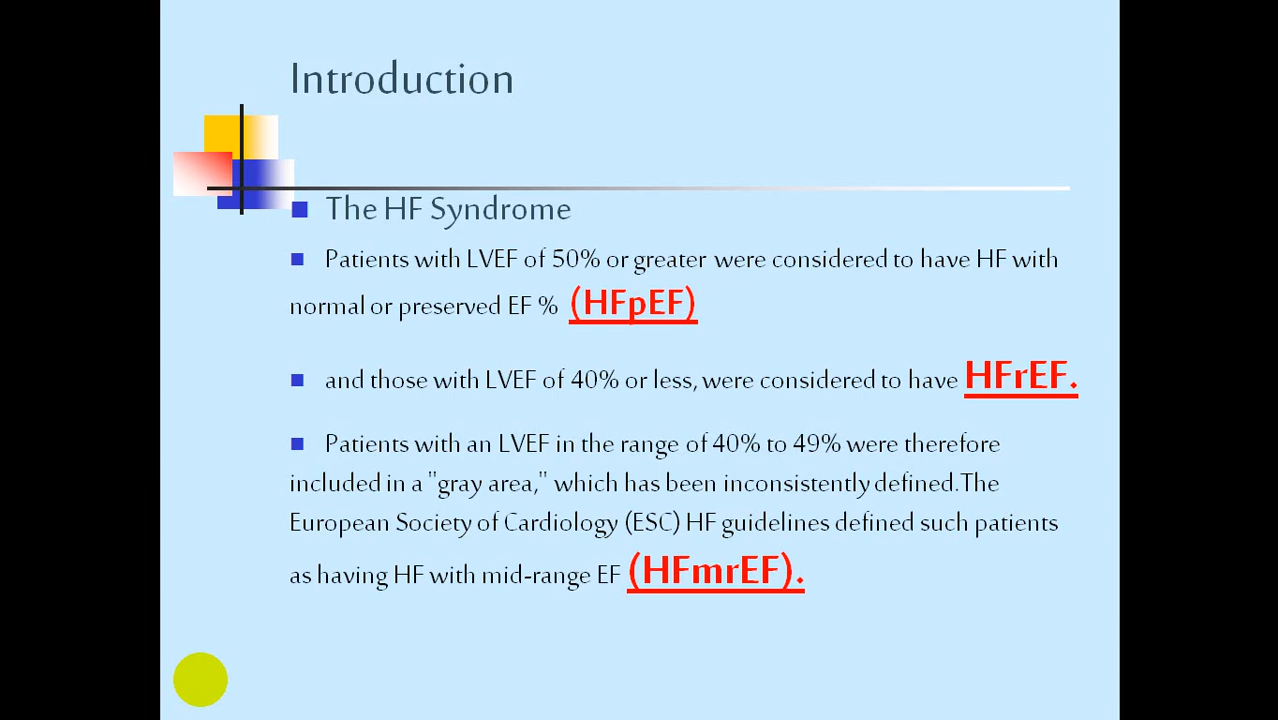 Introduction
The HF Syndrome
Patients with LVEF of 50% or greater were considered to have HF with
normal or preserved EF % (HFpEF)
and those with LVEF of 40% or less, were considered to have HFrEF.
Patients with an LVEF in the range of 40% to 49% were therefore
included in a "gray area," which has been inconsistently defined.The
European Society of Cardiology (ESC) HF guidelines defined such patients
as having HF with mid-range EF (HFmrEF).